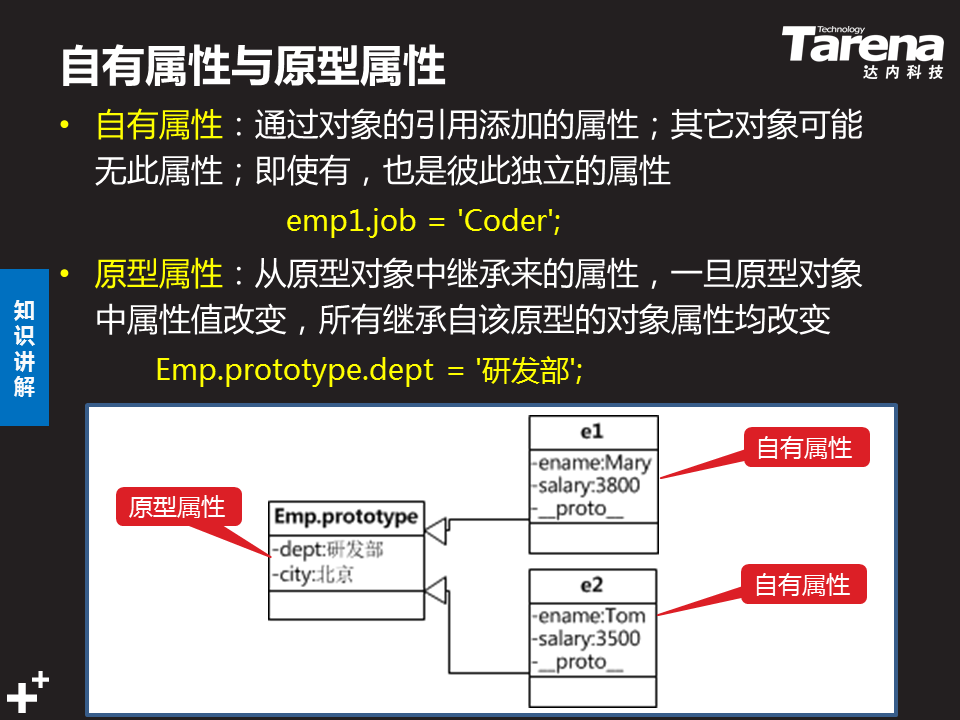 自有属性与原型属性
Technology
Tarena
达内科技
• 自有属性：通过对象的引用添加的属性；其它对象可能
无此属性；即使有，也是彼此独立的属性
emp1.job = 'Coder';
• 原型属性：从原型对象中继承来的属性，一旦原型对象
中属性值改变，所有继承自该原型的对象属性均改变
Emp.prototype.dept = '研发部';
知
识
讲
解
原型属性
Emp.prototype
-dept:研发部
-city:北京
e1
-ename:Mary
-salary:3800
-__proto__
自有属性
e2
-ename:Tom
-salary:3500
-__proto__
自有属性